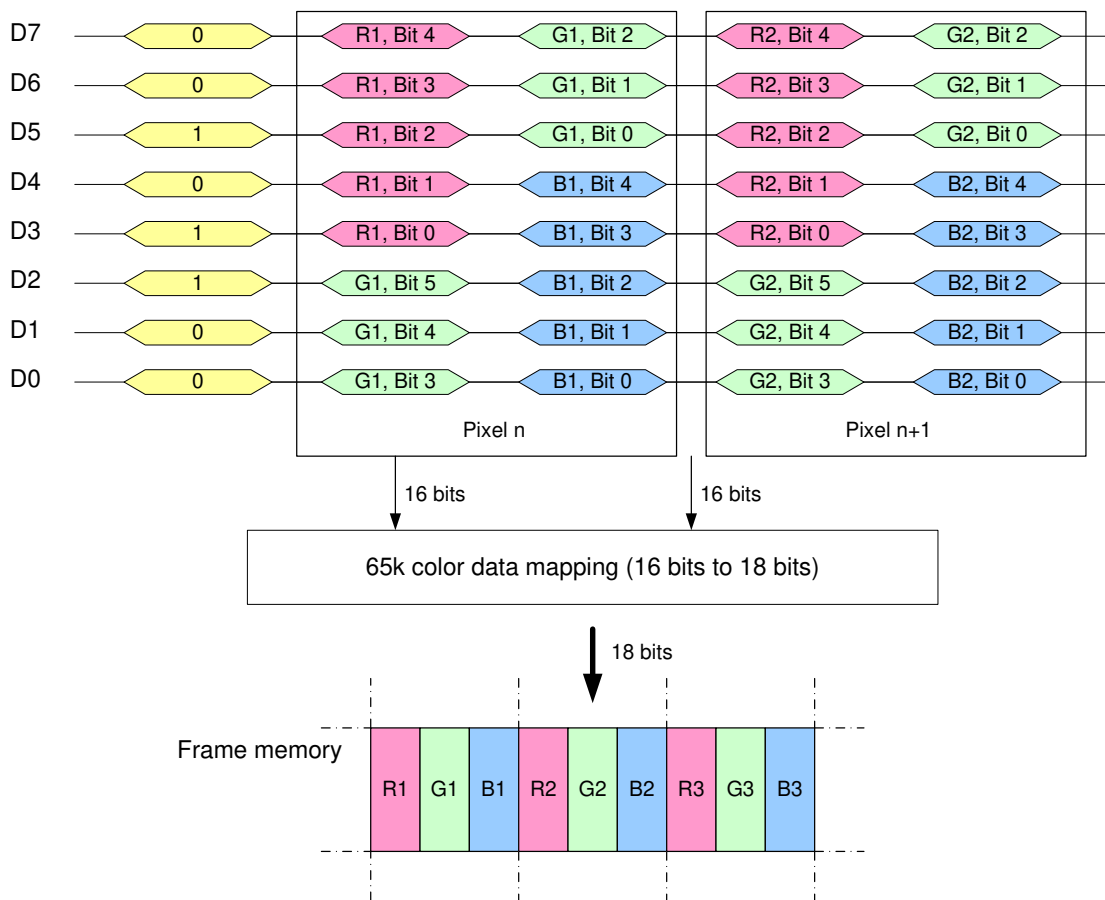 D7 0 R1, Bit 4 G1, Bit 2 R2, Bit 4 G2, Bit 2
D6 0 R1, Bit 3 G1, Bit 1 R2, Bit 3 G2, Bit 1
D5 1 R1, Bit 2 G1, Bit 0 R2, Bit 2 G2, Bit 0
D4 0 R1, Bit 1 B1, Bit 4 R2, Bit 1 B2, Bit 4
D3 1 R1, Bit 0 B1, Bit 3 R2, Bit 0 B2, Bit 3
D2 1 G1, Bit 5 B1, Bit 2 G2, Bit 5 B2, Bit 2
D1 0 G1, Bit 4 B1, Bit 1 G2, Bit 4 B2, Bit 1
D0 0 G1, Bit 3 B1, Bit 0 G2, Bit 3 B2, Bit 0
Pixel n Pixel n+1
16 bits 16 bits
65k color data mapping (16 bits to 18 bits)
18 bits
Frame memory
R1 G1 B1 R2 G2 B2 R3 G3 B3